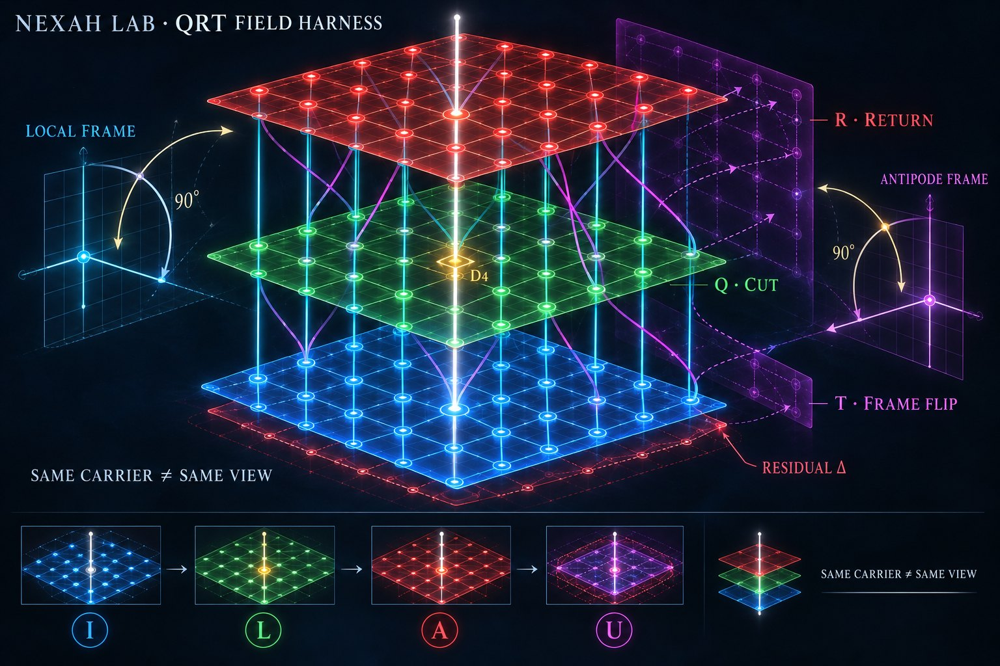 NEXAH LAB · QRT FIELD HARNESS
LOCAL FRAME
90°
R · RETURN
ANTIPODE FRAME
90°
D4
Q · CUT
T · FRAME FLIP
RESIDUAL Δ
SAME CARRIER ≠ SAME VIEW
SAME CARRIER ≠ SAME VIEW
I
L
A
U